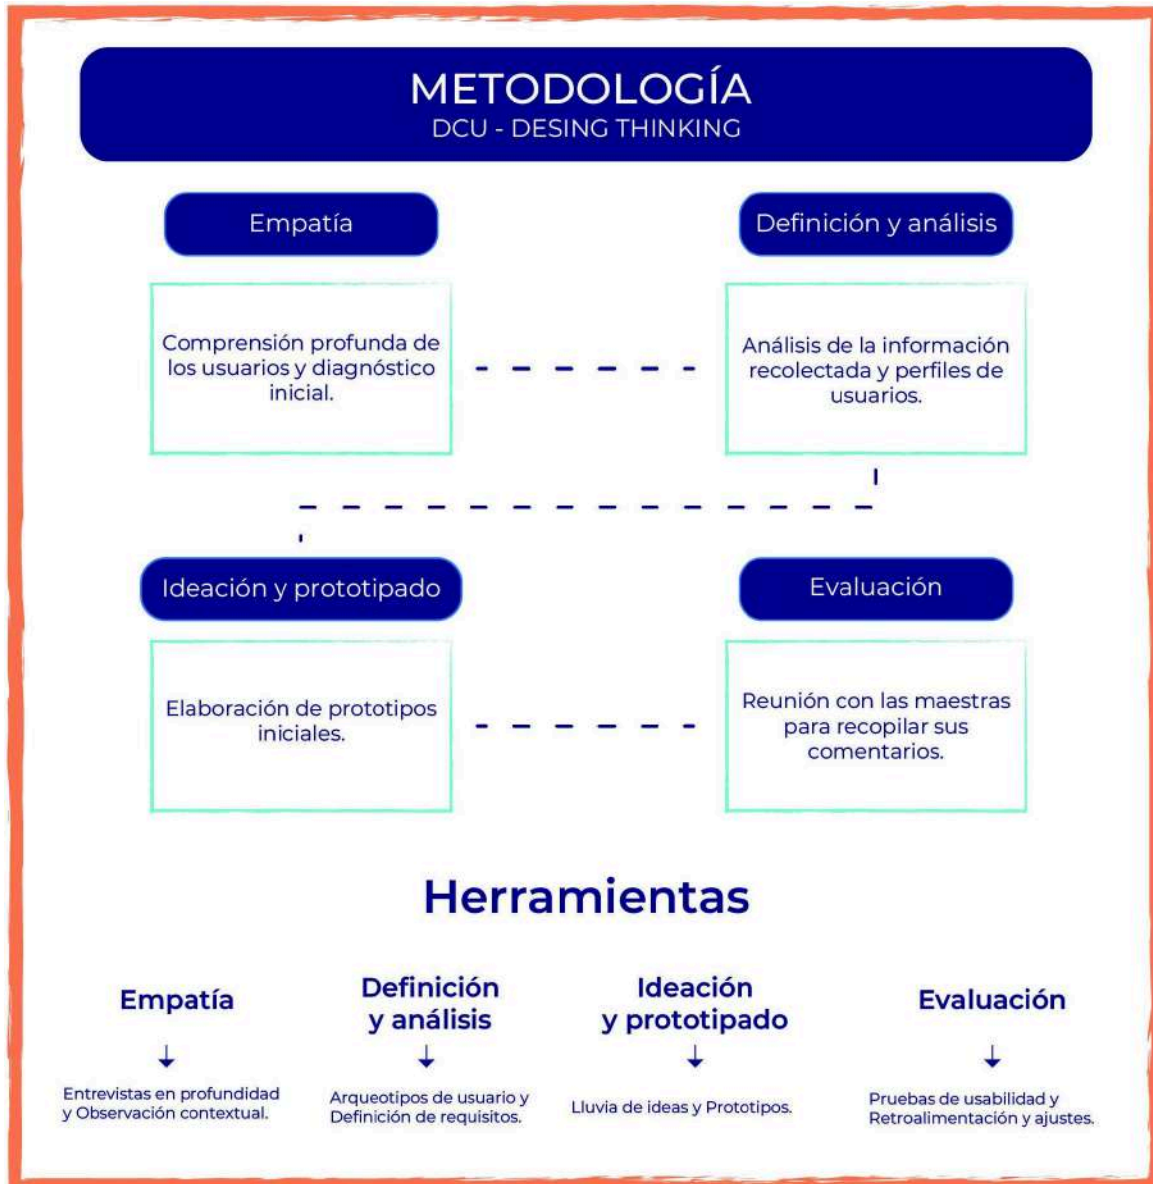 METODOLOGÍA
DCU - DESING THINKING
Empatía
Definición y análisis
Comprensión profunda de
los usuarios y diagnóstico
inicial.
Análisis de la información
recolectada y perfiles de
usuarios.
Ideación y prototipado
Evaluación
Elaboración de prototipos
iniciales.
Reunión con las maestras
para recopilar sus
comentarios.
Herramientas
Empatía
Entrevistas en profundidad
y Observación contextual.
Definición
y análisis
Arqueotipos de usuario y
Definición de requisitos.
Ideación
y prototipado
Lluvia de ideas y Prototipos.
Evaluación
Pruebas de usabilidad y
Retroalimentación y ajustes.